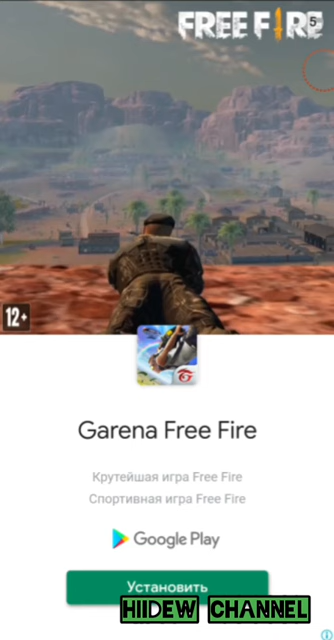 FREE FIRE
5
12+
Garena Free Fire
Крутейшая игра Free Fire
Спортивная игра Free Fire
Google Play
Установить
HIDEW CHANNEL